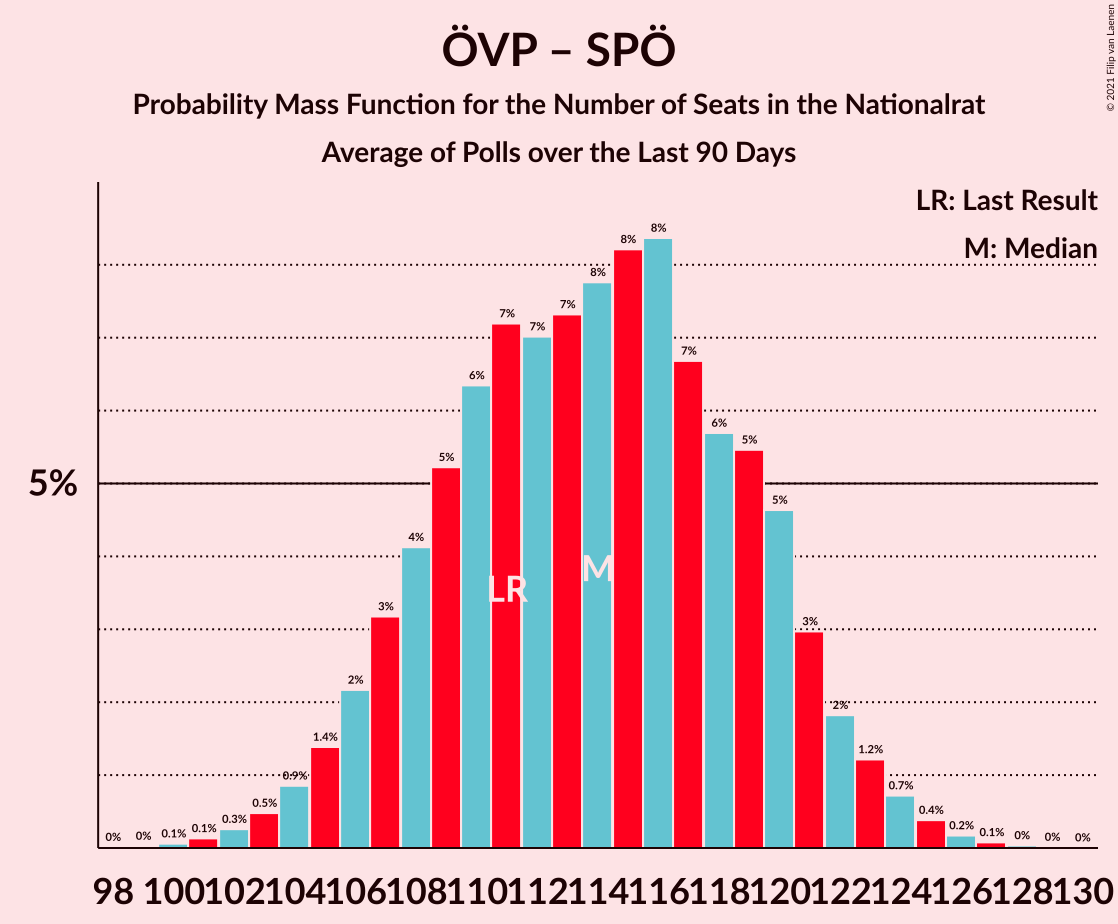 ÖVP – SPÖ
Probability Mass Function for the Number of Seats in the Nationalrat
Average of Polls over the Last 90 Days
© 2021 Filip van Laenen
LR: Last Result
M: Median
5%
0% 0% 0.1% 0.1% 0.3% 0.5% 0.9% 1.4% 2% 3% 4% 5% 6% 7% 7% 7% 8% 8% 8% 7% 6% 5% 5% 3% 2% 1.2% 0.7% 0.4% 0.2% 0.1% 0% 0% 0%
LR
M
98 100 102 104 106 108 110 112 114 116 118 120 122 124 126 128 130